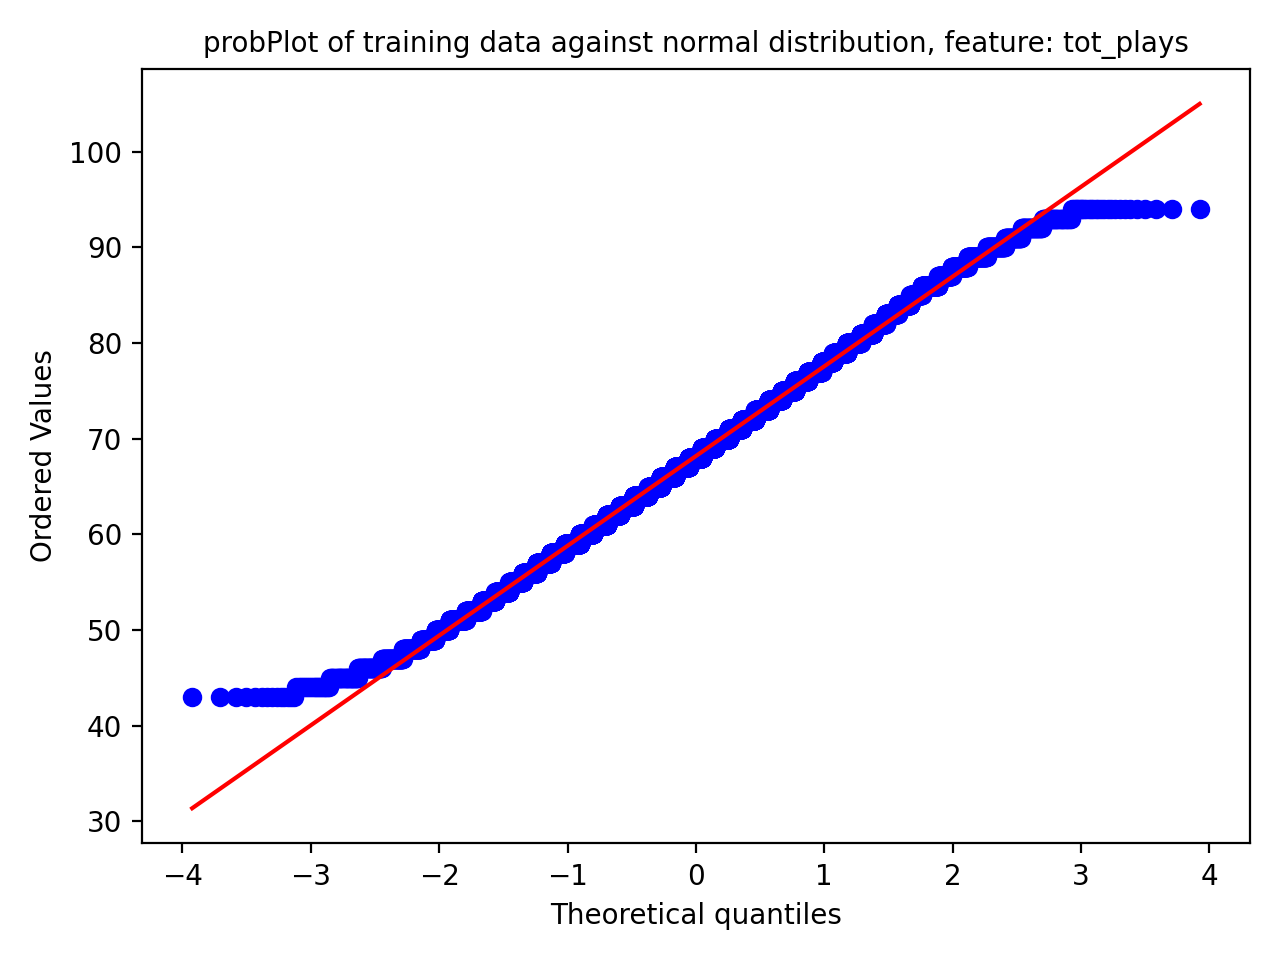 probPlot of training data against normal distribution, feature: tot_plays
100
90
80
70
60
50
40
30
Ordered Values
−4 −3 −2 −1 0 1 2 3 4
Theoretical quantiles